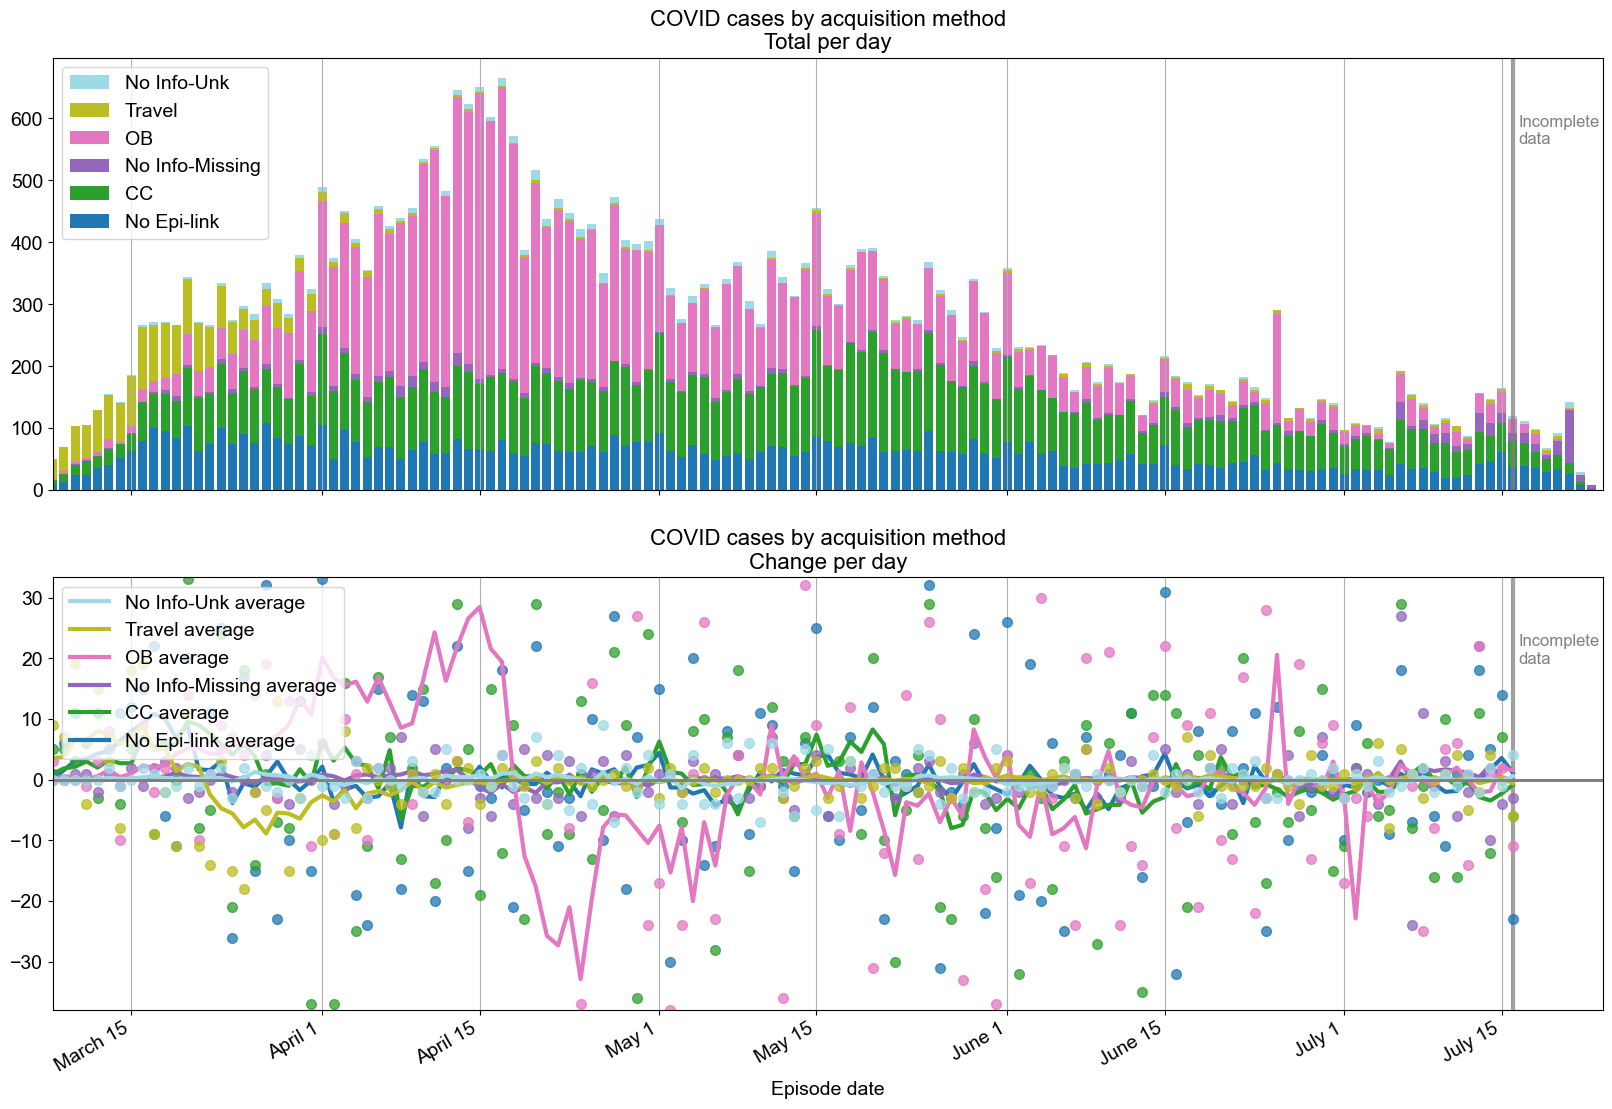 COVID cases by acquisition method
Total per day
No Info-Unk
Travel
OB
No Info-Missing
CC
No Epi-link
Incomplete
data
600
500
400
300
200
100
0
COVID cases by acquisition method
Change per day
No Info-Unk average
Travel average
OB average
No Info-Missing average
CC average
No Epi-link average
Incomplete
data
30
20
10
0
−10
−20
−30
March 15
April 1
April 15
May 1
May 15
June 1
June 15
July 1
July 15
Episode date